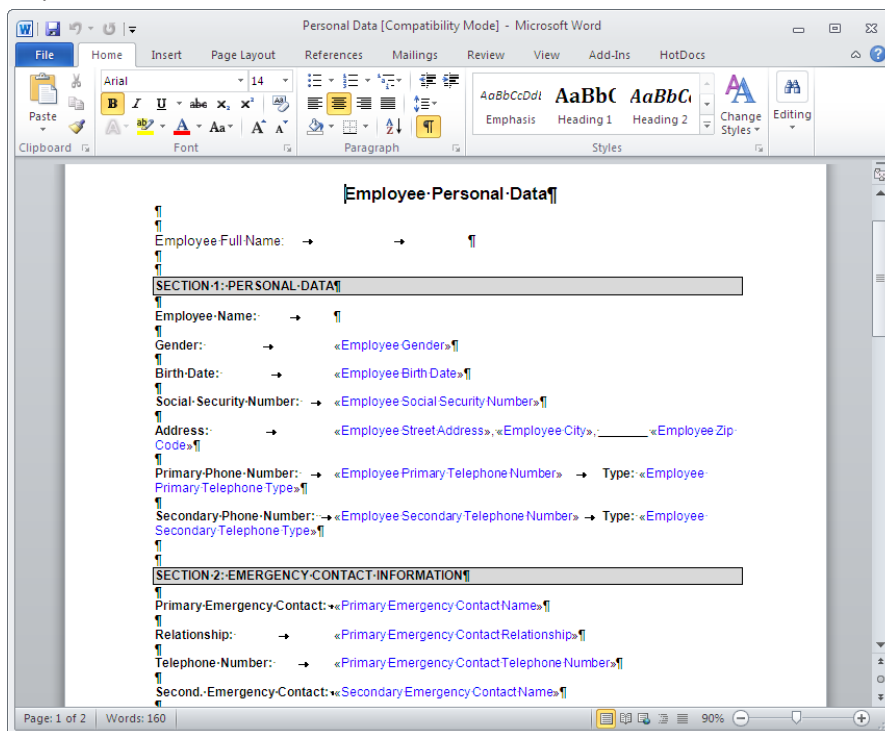 Personal Data [Compatibility Mode] - Microsoft Word
File Home Insert Page Layout References Mailings Review View Add-Ins HotDocs
Arial 14
AaBbCcDdI AaBb( AaBbCc
Paste
B I U abc x₂ x²
Emphasis Heading 1 Heading 2
Change Styles
Editing
A ab A Aa A A
Clipboard Font Paragraph Styles
Employee·Personal·Data¶
¶
¶
Employee·Full·Name: → → ¶
¶
¶
SECTION·1:·PERSONAL·DATA¶
¶
Employee·Name:· → ¶
¶
Gender:· → «Employee·Gender»¶
¶
Birth·Date:· → «Employee·Birth·Date»¶
¶
Social·Security·Number:· → «Employee·Social·Security·Number»¶
¶
Address:· → «Employee·Street·Address»,·«Employee·City»,·________·«Employee·Zip·
Code»¶
¶
Primary·Phone·Number:· → «Employee·Primary·Telephone·Number» → Type:·«Employee·
Primary·Telephone·Type»¶
¶
Secondary·Phone·Number:·→«Employee·Secondary·Telephone·Number» → Type:·«Employee·
Secondary·Telephone·Type»¶
¶
¶
SECTION·2:·EMERGENCY·CONTACT·INFORMATION¶
¶
Primary·Emergency·Contact:→«Primary·Emergency·Contact·Name»¶
¶
Relationship:· → «Primary·Emergency·Contact·Relationship»¶
¶
Telephone·Number:· → «Primary·Emergency·Contact·Telephone·Number»¶
¶
Second.·Emergency·Contact:→«Secondary·Emergency·Contact·Name»¶
¶
Page: 1 of 2 Words: 160 90%